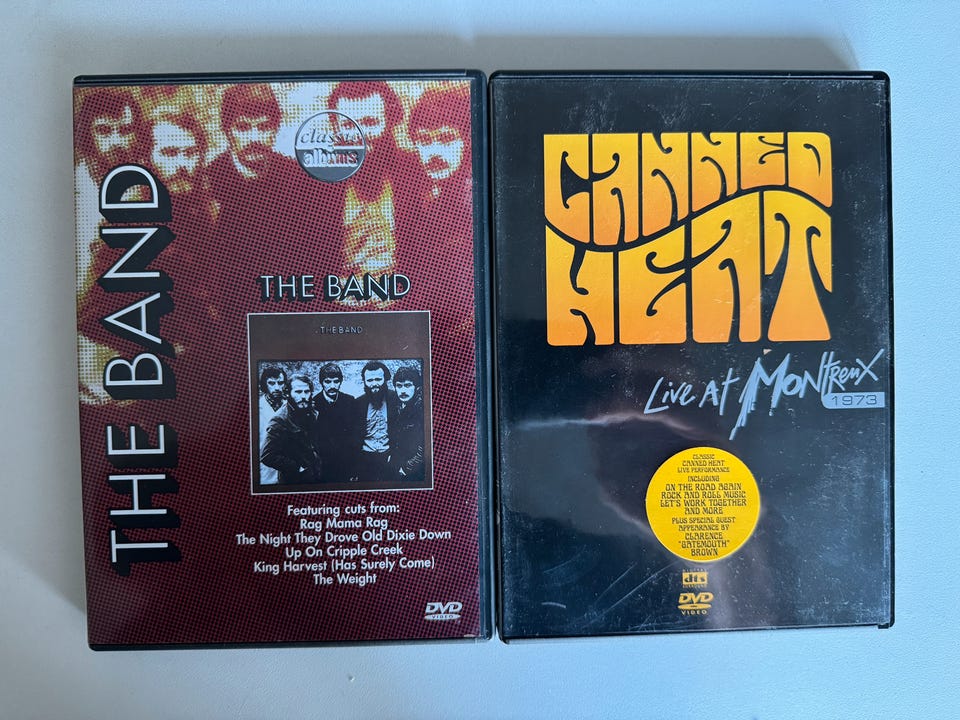 THE BAND
classic
albums
THE BAND
THE BAND
Featuring cuts from:
Rag Mama Rag
The Night They Drove Old Dixie Down
Up On Cripple Creek
King Harvest (Has Surely Come)
The Weight
DVD
VIDEO
CANNED
HEAT
Live At Montreux
1973
CLASSIC
CANNED HEAT
LIVE PERFORMANCE
INCLUDING
ON THE ROAD AGAIN
ROCK AND ROLL MUSIC
LET'S WORK TOGETHER
AND MORE
PLUS SPECIAL GUEST
APPEARANCE BY
CLARENCE
"GATEMOUTH"
BROWN
dts
DVD
VIDEO